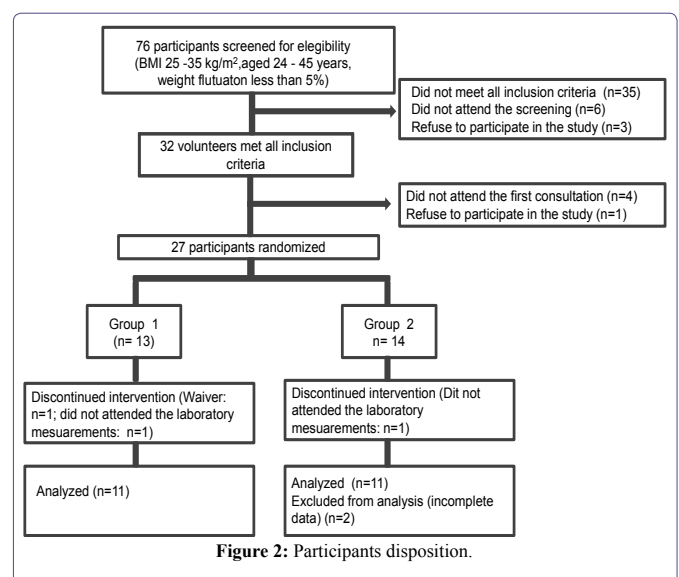 76 participants screened for elegibility
(BMI 25 -35 kg/m²,aged 24 - 45 years,
weight flutuaton less than 5%)
Did not meet all inclusion criteria (n=35)
Did not attend the screening (n=6)
Refuse to participate in the study (n=3)
32 volunteers met all inclusion
criteria
Did not attend the first consultation (n=4)
Refuse to participate in the study (n=1)
27 participants randomized
Group 1
(n= 13)
Group 2
n= 14
Discontinued intervention (Waiver:
n=1; did not attended the laboratory
mesuarements: n=1)
Discontinued intervention (Dit not
attended the laboratory
mesuarements: n=1)
Analyzed (n=11)
Analyzed (n=11)
Excluded from analysis (incomplete
data) (n=2)
Figure 2: Participants disposition.